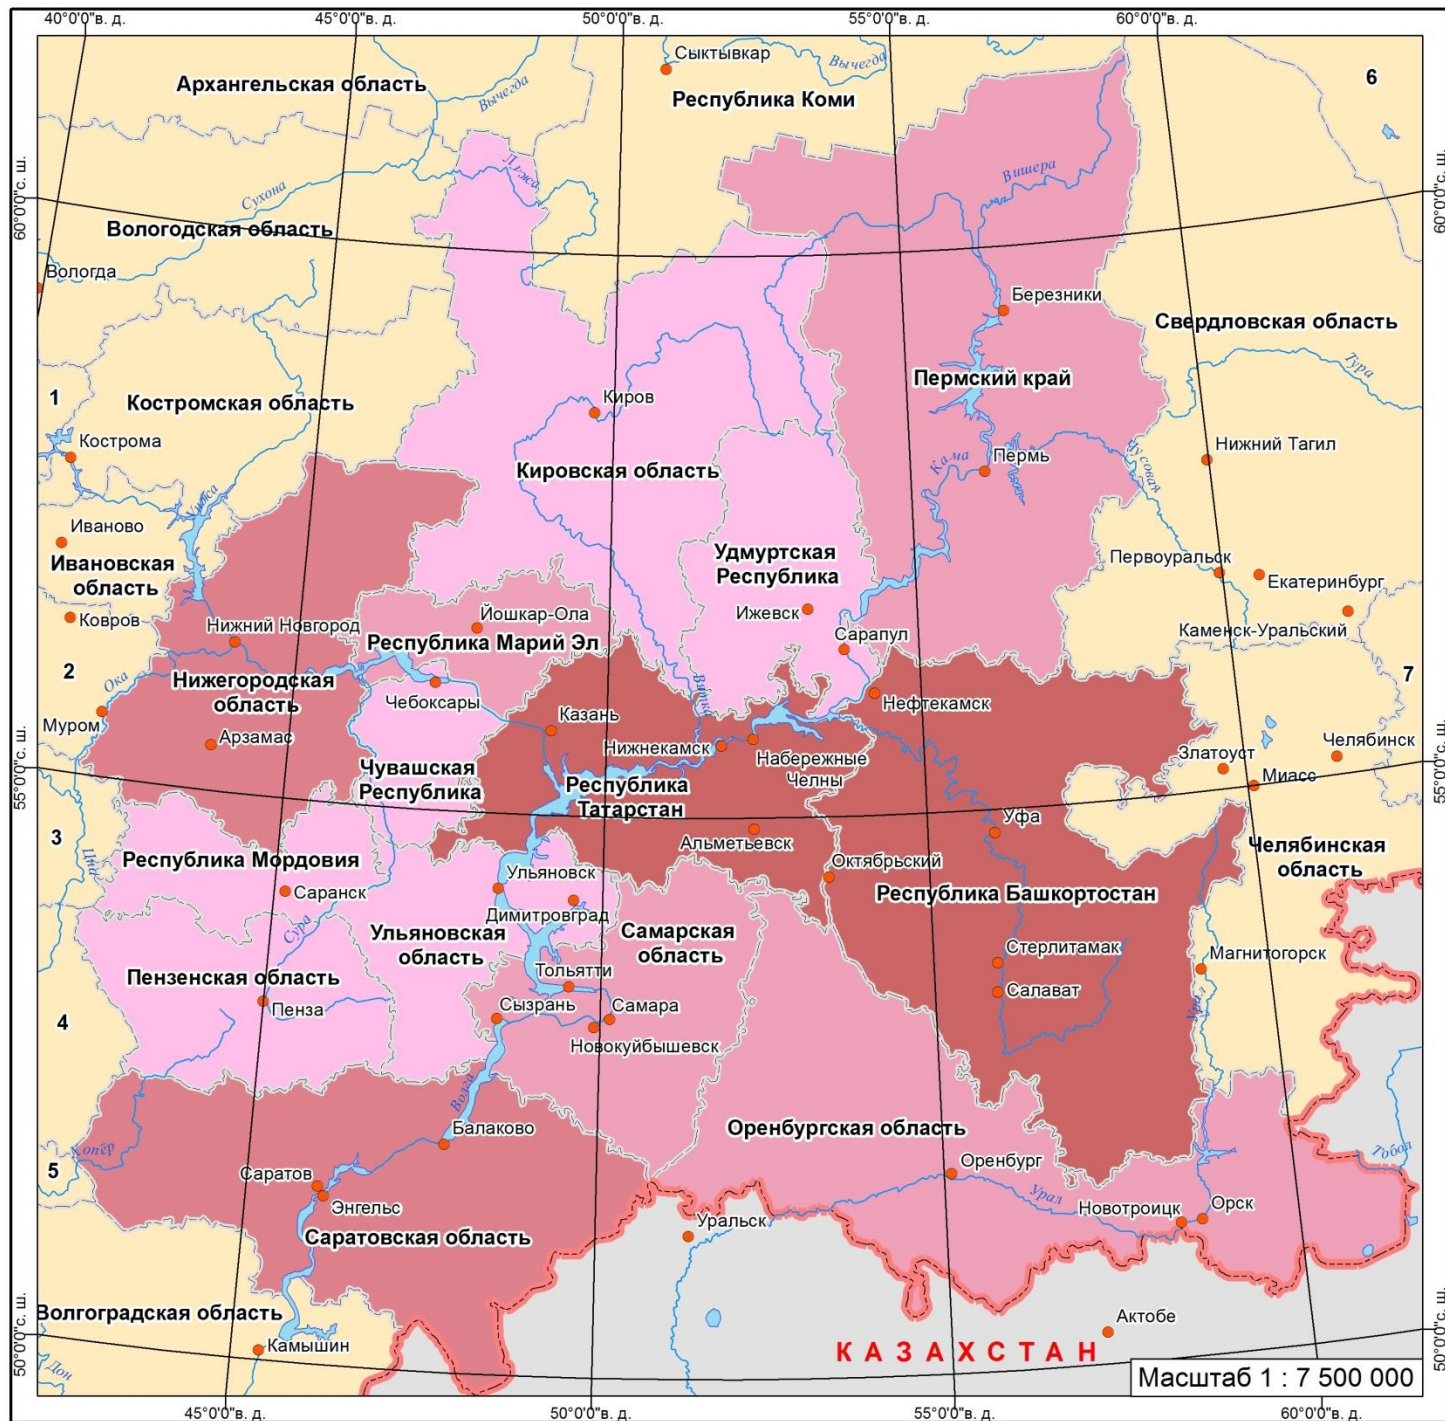 40°0'0"в. д.
45°0'0"в. д.
50°0'0"в. д.
55°0'0"в. д.
60°0'0"в. д.
Сыктывкар
Вычегда
6
Архангельская область
Вычегда
Республика Коми
60°0'0"с. ш.
60°0'0"с. ш.
Вишера
Сухона
Вологодская область
Вологда
Березники
Свердловская область
Тура
Пермский край
1
Костромская область
Киров
Кострома
Нижний Тагил
Чусовая
Кама
Пермь
Кировская область
Унжа
Иваново
Ивановская
область
Удмуртская
Республика
Первоуральск
Екатеринбург
Ковров
Нижний Новгород
Йошкар-Ола
Ижевск
Сарапул
Каменск-Уральский
Республика Марий Эл
2
Ока
Нижегородская
область
Вятка
7
Чебоксары
Нефтекамск
Муром
Арзамас
Казань
Нижнекамск
Набережные
Челны
Златоуст
Челябинск
Миасс
55°0'0"с. ш.
55°0'0"с. ш.
Чувашская
Республика
Республика
Татарстан
Уфа
3
Цна
Республика Мордовия
Альметьевск
Октябрьский
Челябинская
область
Саранск
Ульяновск
Республика Башкортостан
Димитровград
Сура
Ульяновская
область
Самарская
область
Стерлитамак
Магнитогорск
Пензенская область
Тольятти
Салават
Пенза
Сызрань
Самара
Урал
4
Новокуйбышевск
Волга
Балаково
Оренбургская область
Хопёр
5
Тобол
Саратов
Оренбург
Энгельс
Урал
Новотроицк
Орск
Уральск
Саратовская область
Волгоградская область
50°0'0"с. ш.
50°0'0"с. ш.
Камышин
Актобе
Дон
КАЗАХСТАН
Масштаб 1 : 7 500 000
45°0'0"в. д.
50°0'0"в. д.
55°0'0"в. д.
60°0'0"в. д.